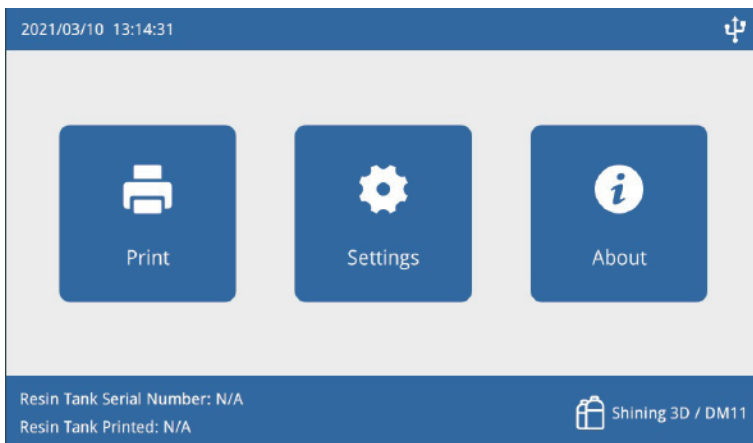 2021/03/10 13:14:31
Print
Settings
About
Resin Tank Serial Number: N/A
Resin Tank Printed: N/A
Shining 3D / DM11